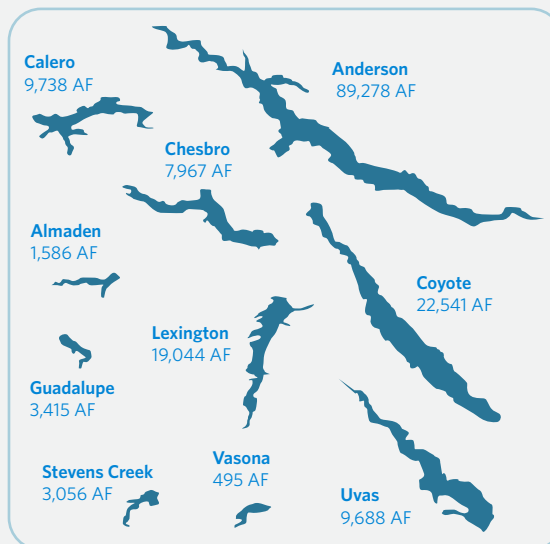 Calero
9,738 AF
Anderson
89,278 AF
Chesbro
7,967 AF
Almaden
1,586 AF
Coyote
22,541 AF
Lexington
19,044 AF
Guadalupe
3,415 AF
Stevens Creek
3,056 AF
Vasona
495 AF
Uvas
9,688 AF